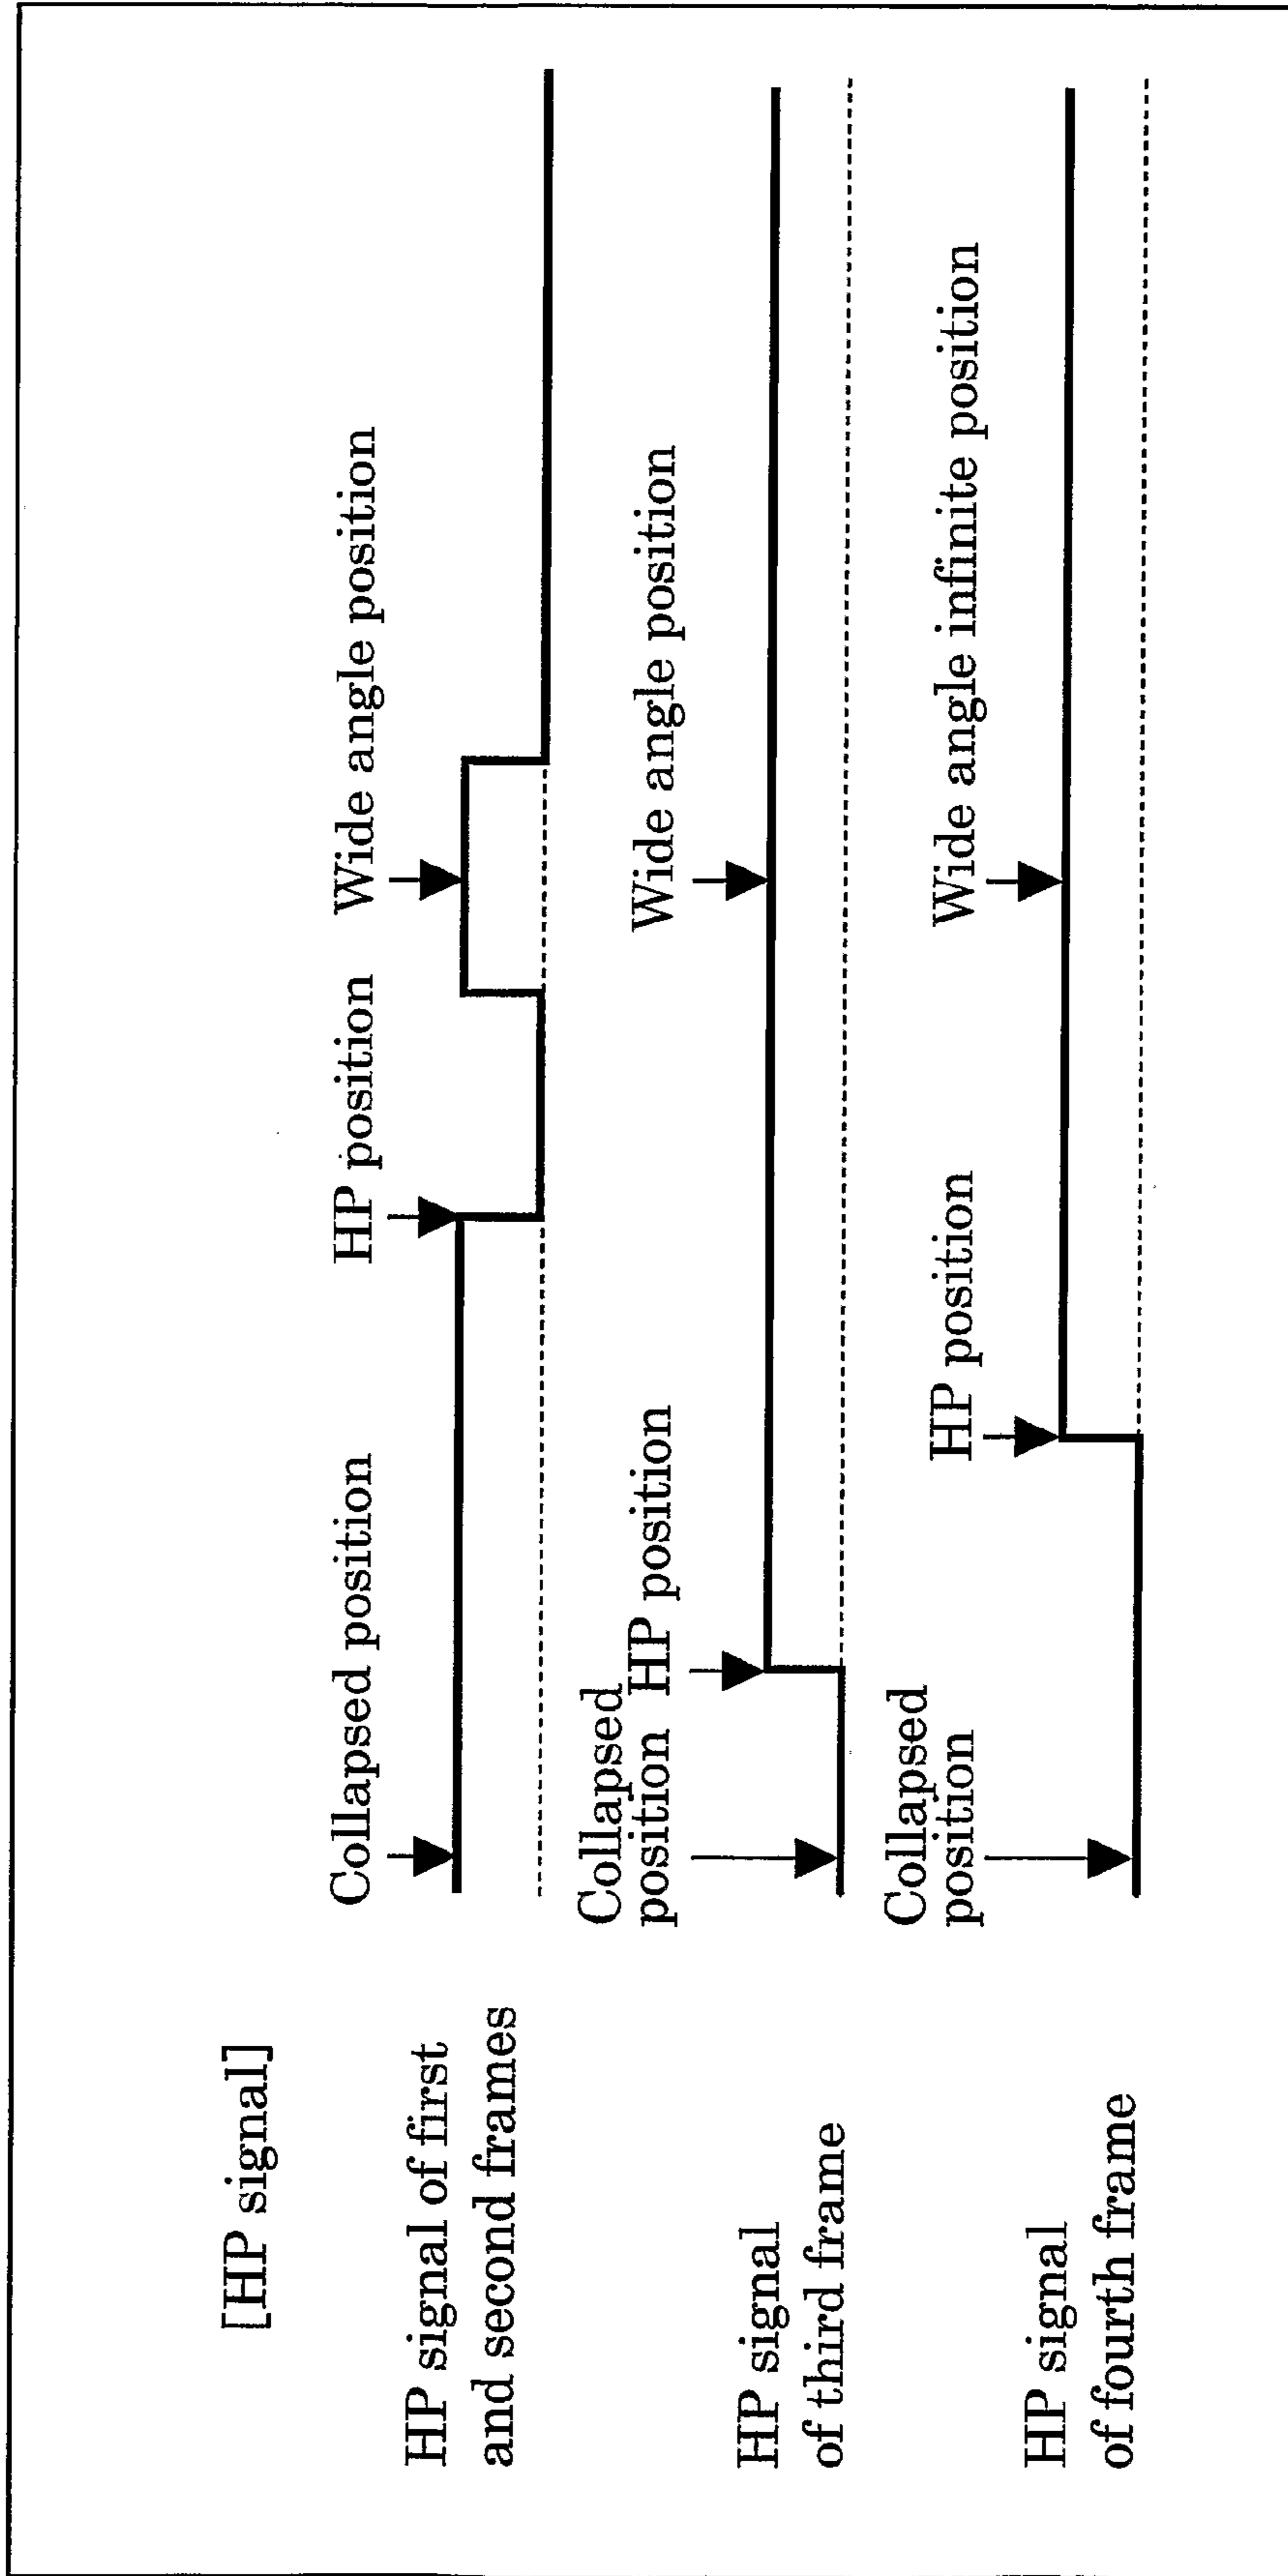 [HP signal]
HP signal of first
and second frames
Collapsed position
HP position
Wide angle position
HP signal
of third frame
Collapsed
position
HP position
Wide angle position
HP signal
of fourth frame
Collapsed
position
HP position
Wide angle infinite position